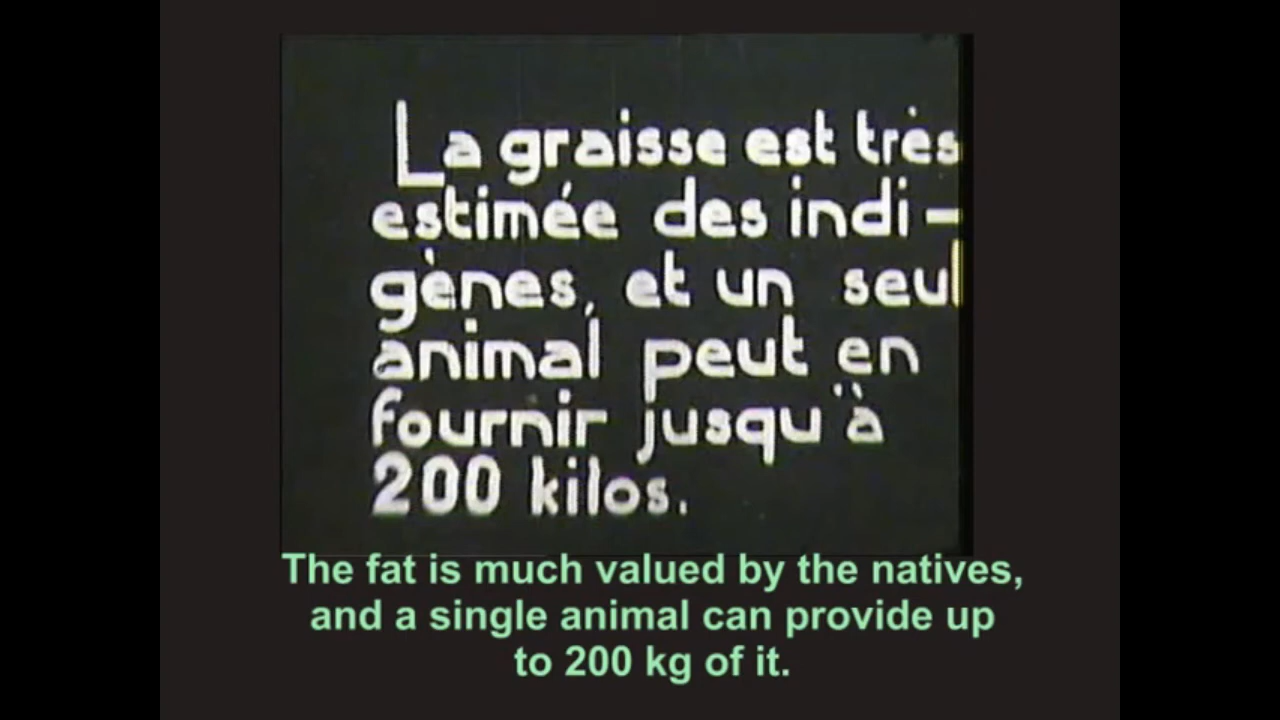 La graisse est très
estimée des indi-
gènes, et un seul
animal peut en
fournir jusqu'à
200 kilos.
The fat is much valued by the natives,
and a single animal can provide up
to 200 kg of it.